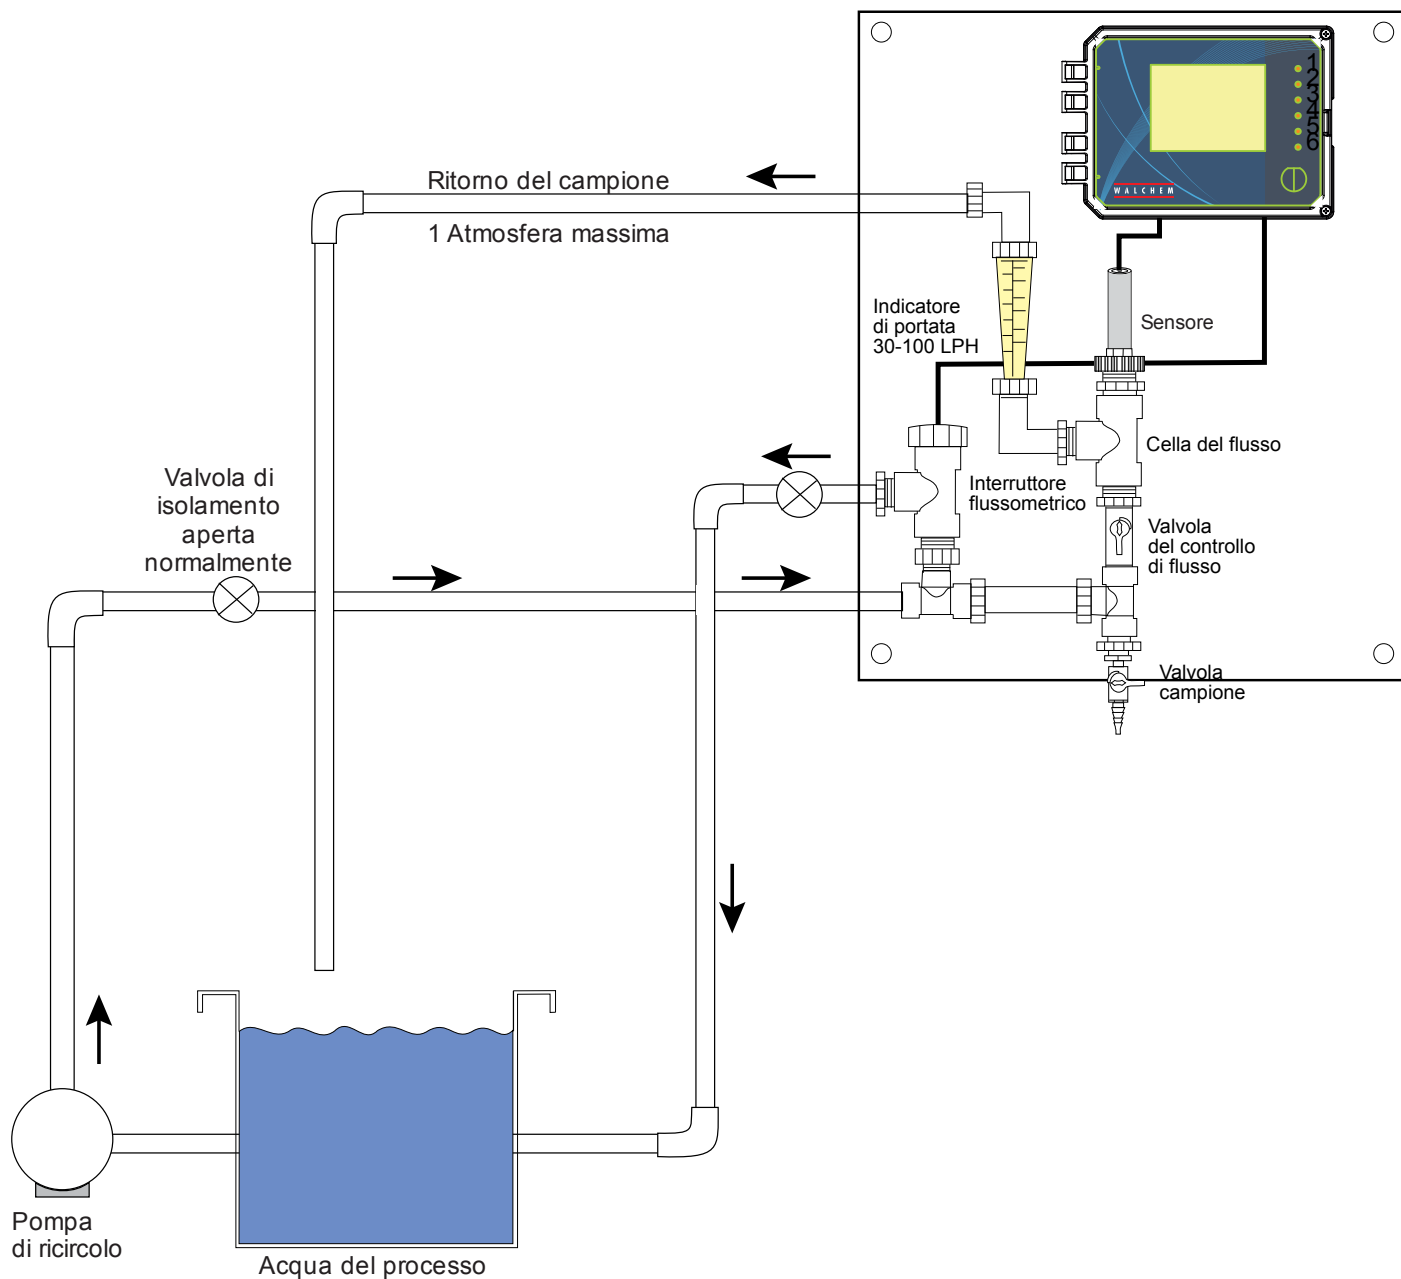 1
2
3
4
5
6
WALCHEM
Ritorno del campione
1 Atmosfera massima
Indicatore
di portata
30-100 LPH
Sensore
Cella del flusso
Interruttore
flussometrico
Valvola
del controllo
di flusso
Valvola di
isolamento
aperta
normalmente
Valvola
campione
Pompa
di ricircolo
Acqua del processo